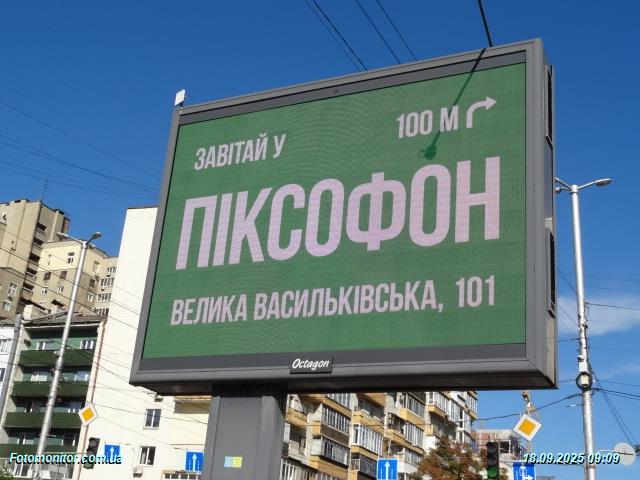 ЗАВІТАЙ У
100 М
ПІКСОФОН
ВЕЛИКА ВАСИЛЬКІВСЬКА, 101
Octagon
Fotomonitor.com.ua
18.09.2025 09:09